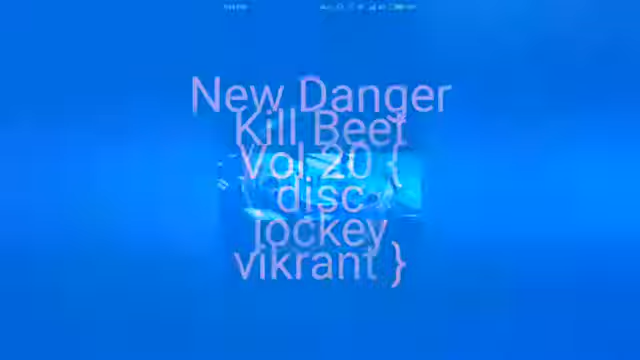 New Danger
Kill Beet
Vol 20 {
disc
jockey
vikrant }